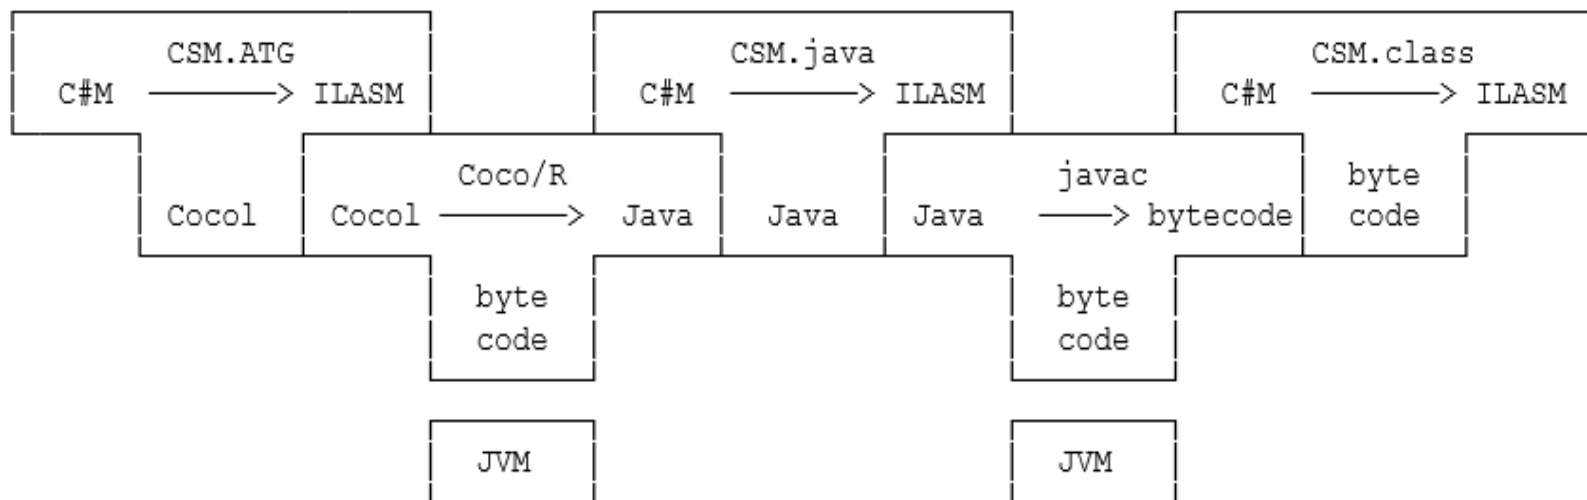 CSM.ATG CSM.java CSM.class
C#M ILASM C#M ILASM C#M ILASM
Coco/R javac byte
Cocol Cocol Java Java Java bytecode code
byte byte
code code
JVM JVM